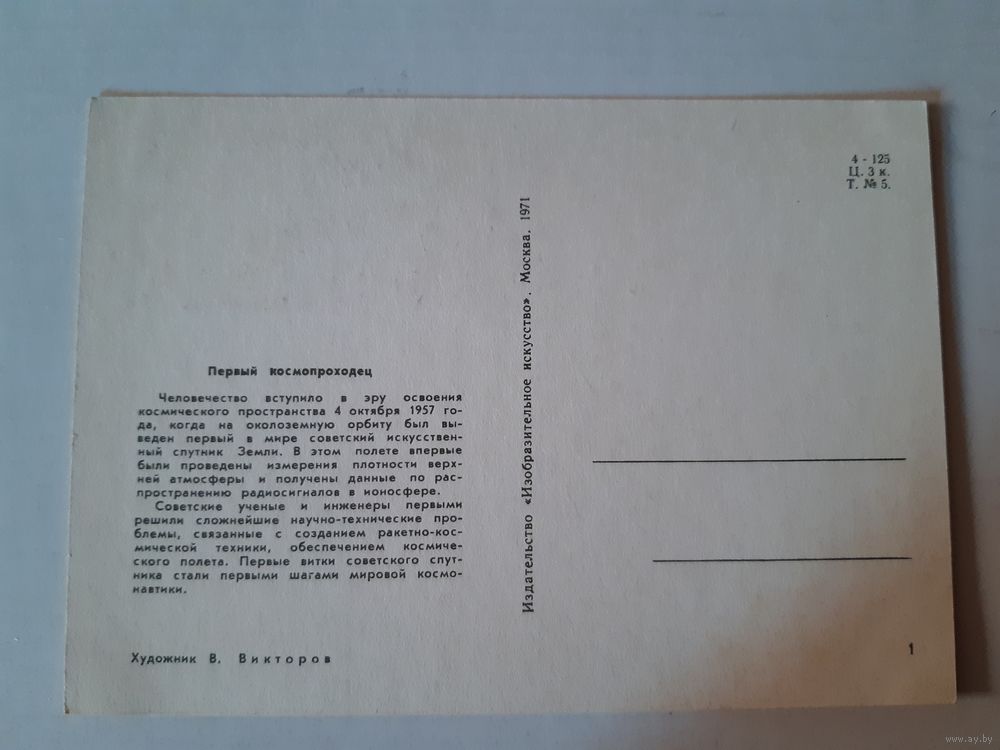 Первый космопроходец
Человечество вступило в эру освоения
космического пространства 4 октября 1957 го-
да, когда на околоземную орбиту был вы-
веден первый в мире советский искусствен-
ный спутник Земли. В этом полете впервые
были проведены измерения плотности верх-
ней атмосферы и получены данные по рас-
пространению радиосигналов в ионосфере.
Советские ученые и инженеры первыми
решили сложнейшие научно-технические про-
блемы, связанные с созданием ракетно-кос-
мической техники, обеспечением космиче-
ского полета. Первые витки советского спут-
ника стали первыми шагами мировой космо-
навтики.
Художник В. Викторов
Издательство «Изобразительное искусство». Москва. 1971
4 - 125
Ц. 3 к.
Т. № 5.
1
www.ay.by